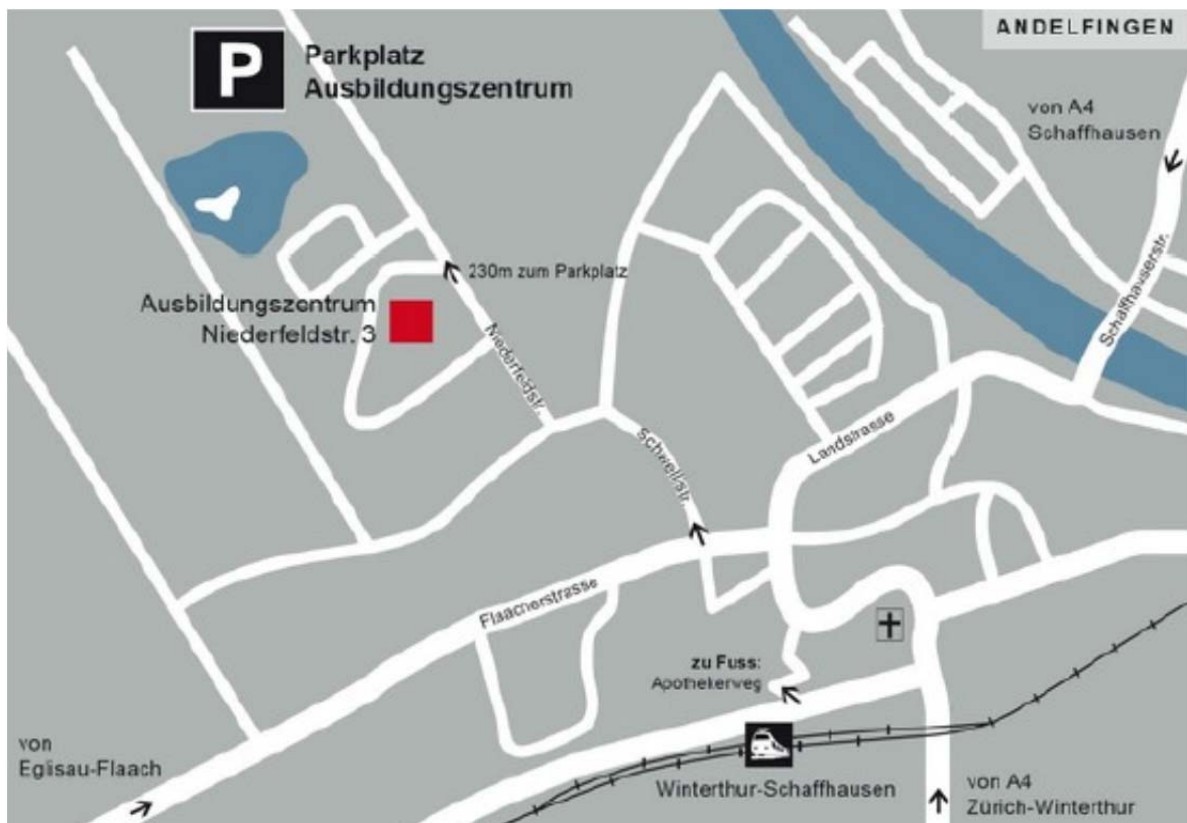 ANDELFINGEN
P
Parkplatz
Ausbildungszentrum
von A4
Schaffhausen
230m zum Parkplatz
Schaffhauserstr.
Ausbildungszentrum
Niederfeldstr. 3
Niederfeldstr.
Landstrasse
Schwellstr.
Flaacherstrasse
zu Fuss:
Apothekerweg
von
Eglisau-Flaach
Winterthur-Schaffhausen
von A4
Zürich-Winterthur